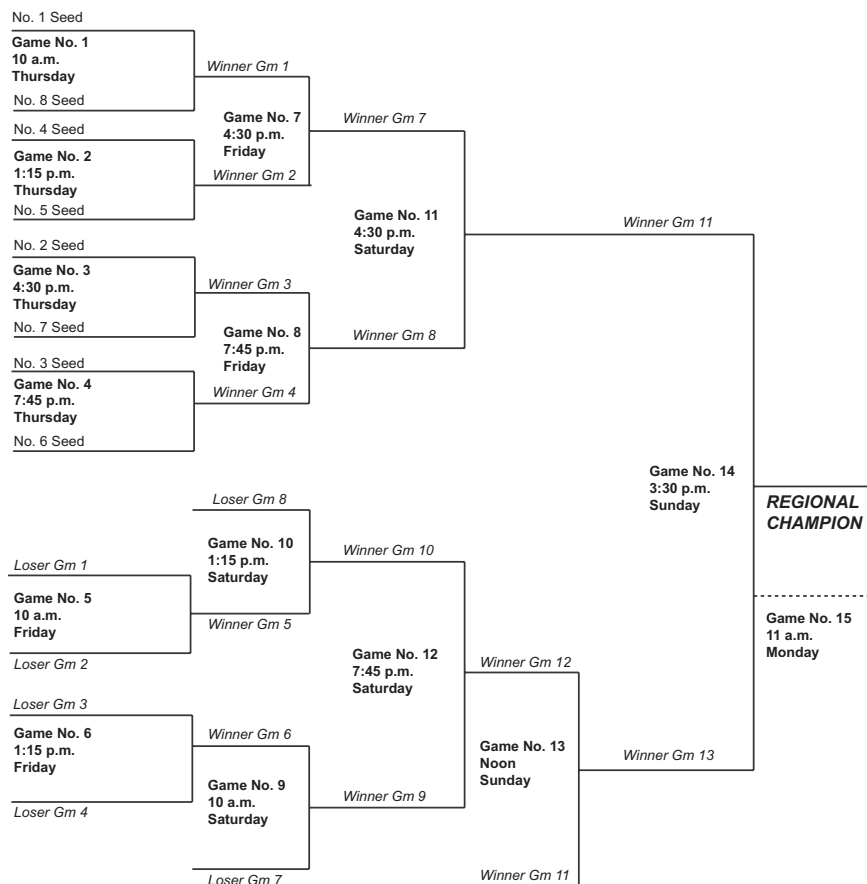 No. 1 Seed
Game No. 1
10 a.m.
Thursday
No. 8 Seed
Winner Gm 1
No. 4 Seed
Game No. 2
1:15 p.m.
Thursday
No. 5 Seed
Winner Gm 2
Game No. 7
4:30 p.m.
Friday
Winner Gm 7
No. 2 Seed
Game No. 3
4:30 p.m.
Thursday
No. 7 Seed
Winner Gm 3
No. 3 Seed
Game No. 4
7:45 p.m.
Thursday
No. 6 Seed
Winner Gm 4
Game No. 8
7:45 p.m.
Friday
Winner Gm 8
Game No. 11
4:30 p.m.
Saturday
Winner Gm 11
Loser Gm 8
Game No. 10
1:15 p.m.
Saturday
Winner Gm 5
Loser Gm 1
Game No. 5
10 a.m.
Friday
Loser Gm 2
Winner Gm 10
Loser Gm 3
Game No. 6
1:15 p.m.
Friday
Loser Gm 4
Winner Gm 6
Game No. 9
10 a.m.
Saturday
Loser Gm 7
Winner Gm 9
Game No. 12
7:45 p.m.
Saturday
Winner Gm 12
Game No. 13
Noon
Sunday
Winner Gm 11
Winner Gm 13
Game No. 14
3:30 p.m.
Sunday
REGIONAL
CHAMPION
Game No. 15
11 a.m.
Monday